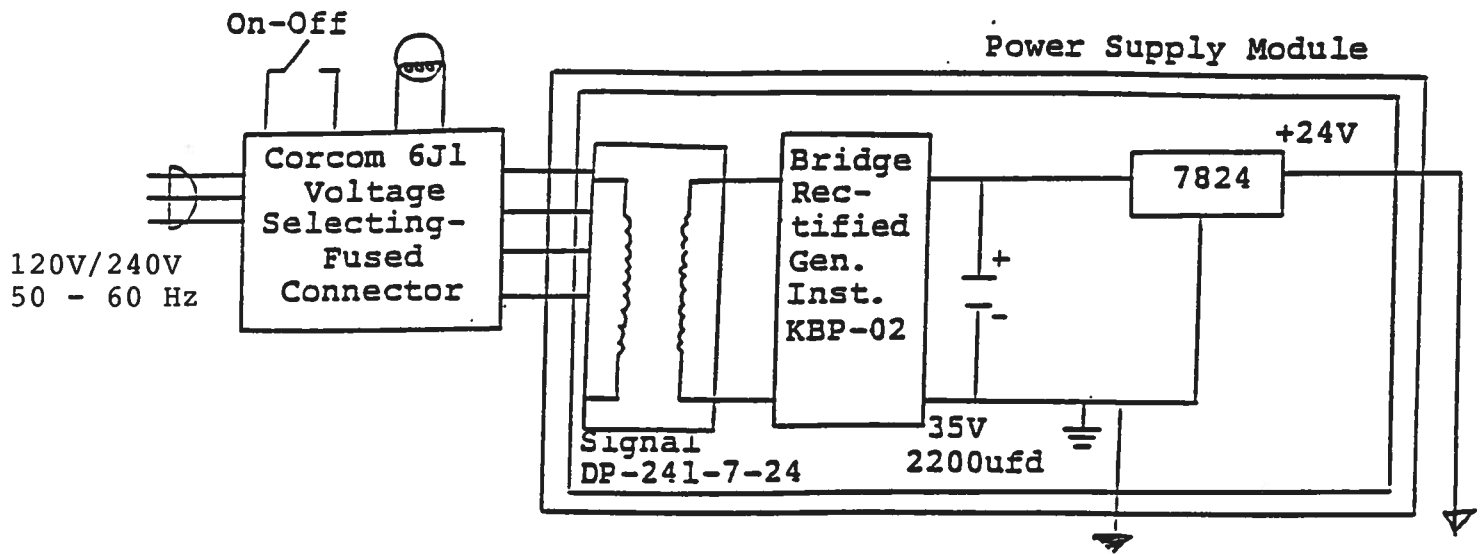 On-Off
Power Supply Module
Corcom 6J1
Voltage
Selecting-
Fused
Connector
120V/240V
50 - 60 Hz
Signal
DP-241-7-24
Bridge
Rec-
tified
Gen.
Inst.
KBP-02
+
-
35V
2200ufd
7824
+24V